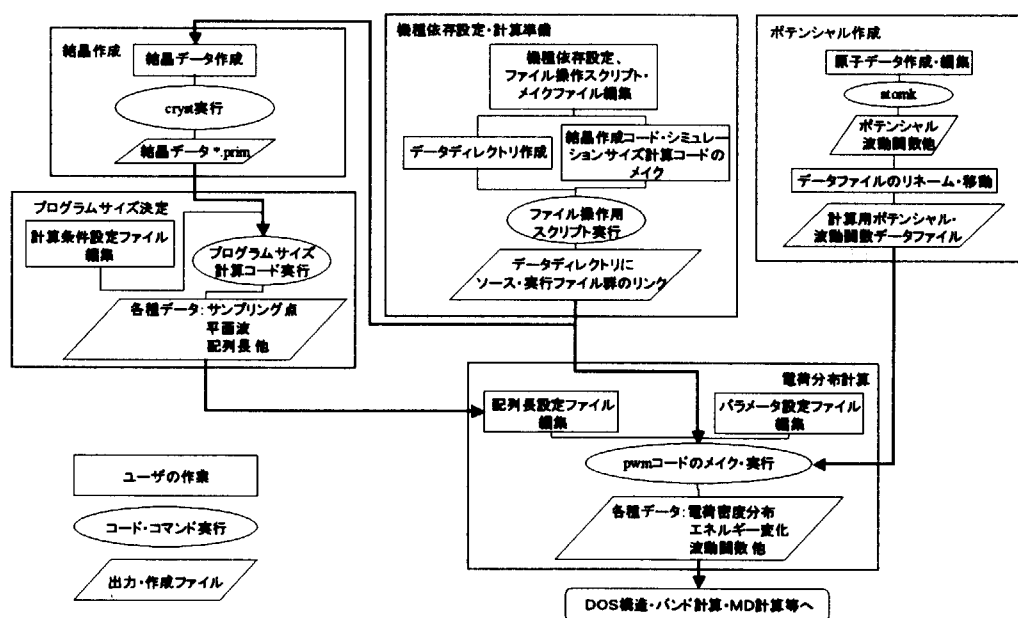 結晶作成
結晶データ作成
cryst実行
結晶データ *.prim
プログラムサイズ決定
計算条件設定ファイル
編集
プログラムサイズ
計算コード実行
各種データ：サンプリング点
平面波
配列長 他
機種依存設定・計算準備
機種依存設定、
ファイル操作スクリプト・
メイクファイル編集
データディレクトリ作成
結晶作成コード・シミュレー
ションサイズ計算コードの
メイク
ファイル操作用
スクリプト実行
データディレクトリに
ソース・実行ファイル群のリンク
ポテンシャル作成
原子データ作成・編集
atomk
ポテンシャル
波動関数他
データファイルのリネーム・移動
計算用ポテンシャル・
波動関数データファイル
電荷分布計算
配列長設定ファイル
編集
パラメータ設定ファイル
編集
pwmコードのメイク・実行
各種データ：電荷密度分布
エネルギー変化
波動関数 他
DOS構造・バンド計算・MD計算等へ
ユーザの作業
コード・コマンド実行
出力・作成ファイル